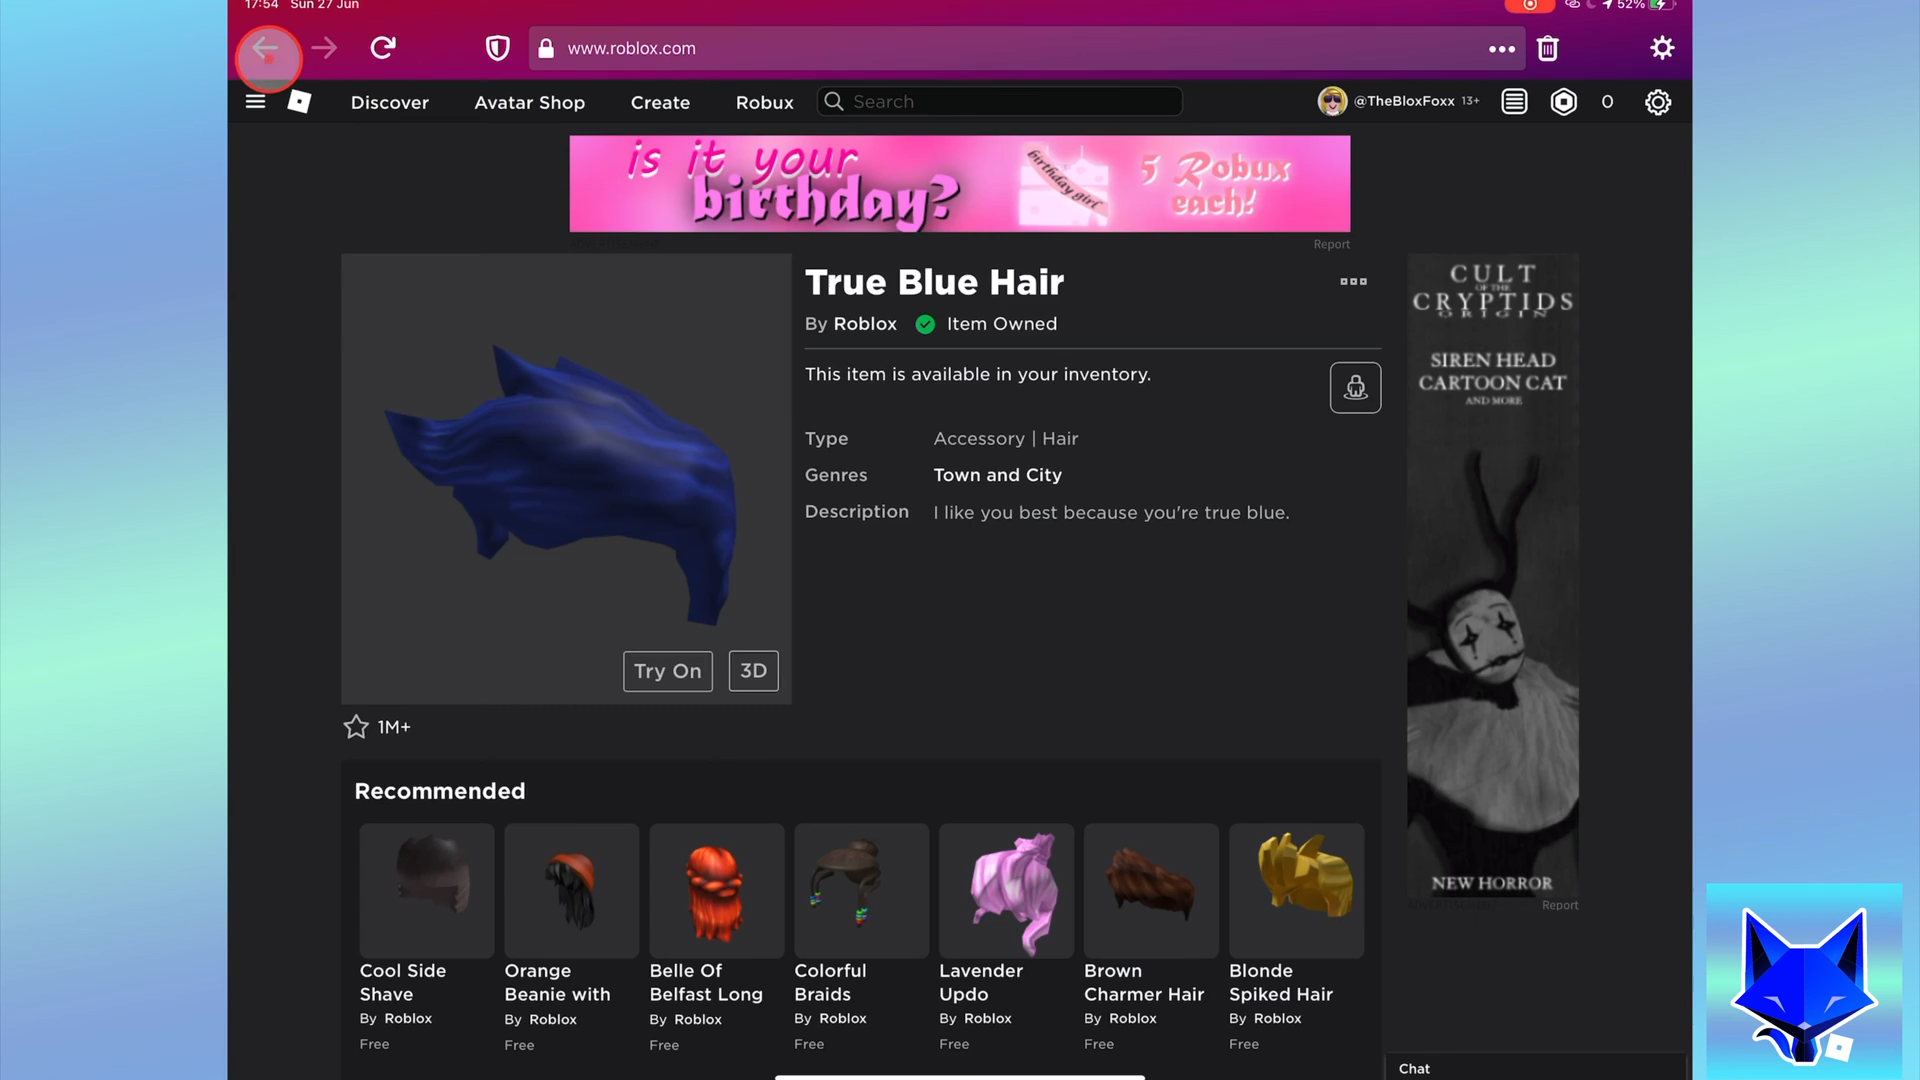 17:54 Sun 27 Jun
52%
www.roblox.com
Discover
Avatar Shop
Create
Robux
Search
@TheBloxFoxx 13+
0
is it your
birthday?
birthday girl
5 Robux
each!
Report
True Blue Hair
By Roblox Item Owned
This item is available in your inventory.
Type Accessory | Hair
Genres Town and City
Description I like you best because you're true blue.
Try On
3D
1M+
CULT
OF THE
CRYPTIDS
ORIGIN
SIREN HEAD
CARTOON CAT
AND MORE
NEW HORROR
Report
Recommended
Cool Side
Shave
By Roblox
Free
Orange
Beanie with
By Roblox
Free
Belle Of
Belfast Long
By Roblox
Free
Colorful
Braids
By Roblox
Free
Lavender
Updo
By Roblox
Free
Brown
Charmer Hair
By Roblox
Free
Blonde
Spiked Hair
By Roblox
Free
Chat